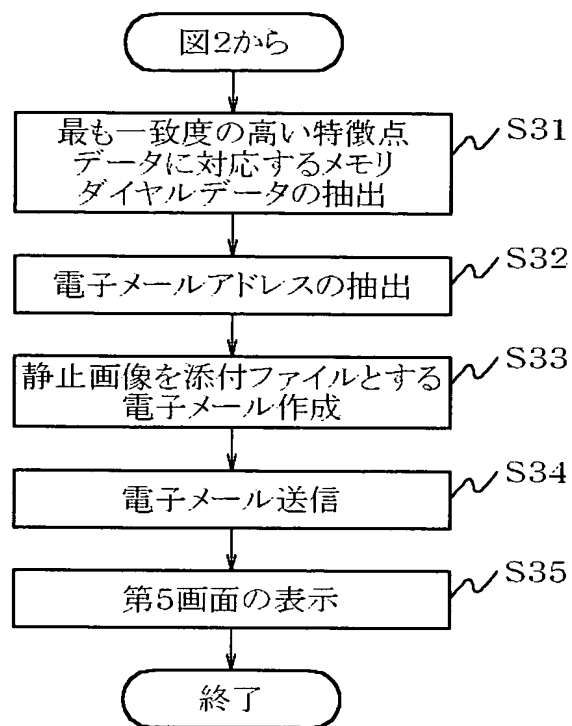 図2から
最も一致度の高い特徴点
データに対応するメモリ
ダイヤルデータの抽出
S31
電子メールアドレスの抽出
S32
静止画像を添付ファイルとする
電子メール作成
S33
電子メール送信
S34
第5画面の表示
S35
終了